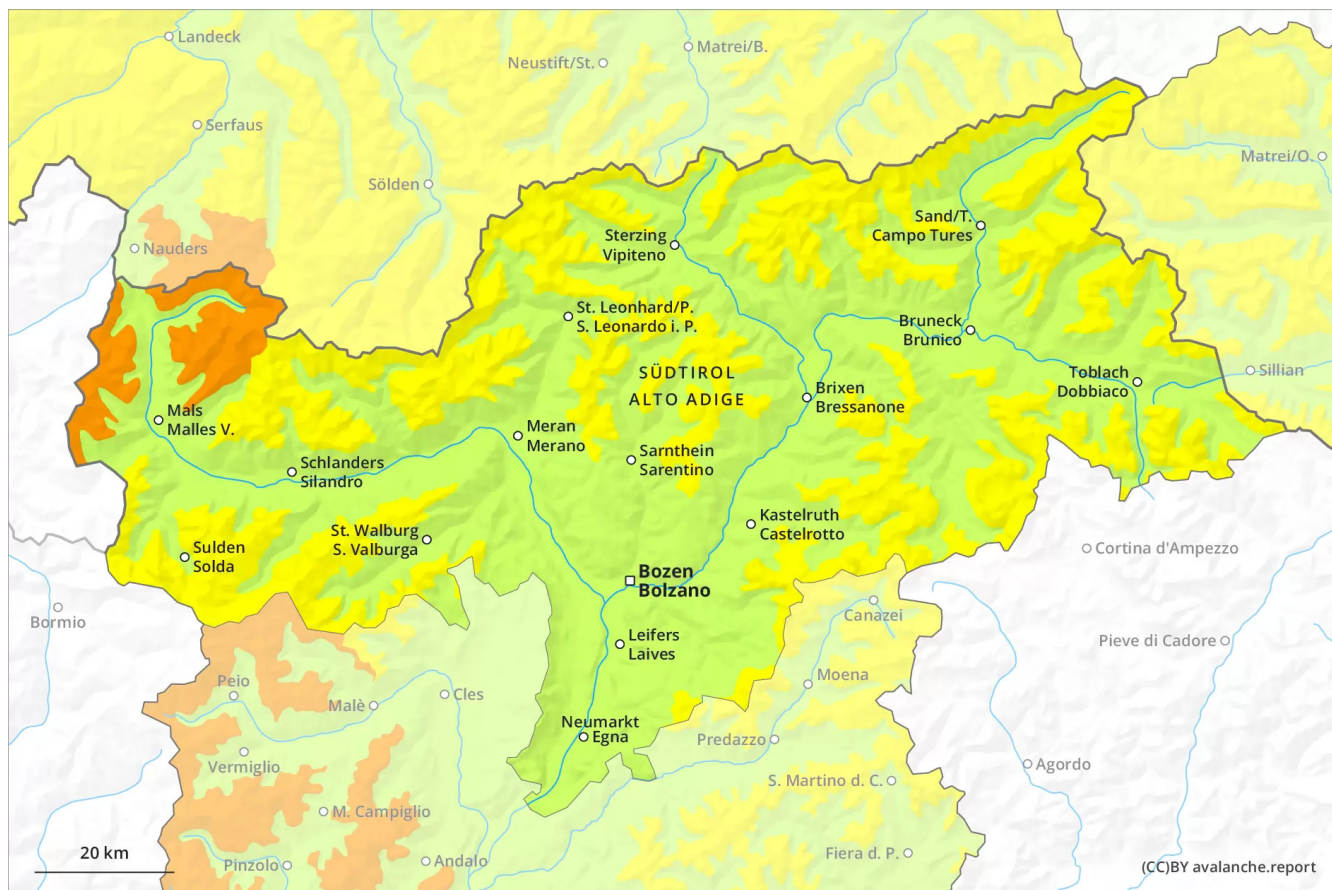 Landeck
Matrei/B.
Neustift/St.
Serfaus
Matrei/O.
Sölden
Sand/T.
Campo Tures
Nauders
Sterzing
Vipiteno
St. Leonhard/P.
S. Leonardo i. P.
Bruneck
Brunico
SÜDTIROL
ALTO ADIGE
Toblach
Dobbiaco
Sillian
Brixen
Bressanone
Mals
Malles V.
Meran
Merano
Sarnthein
Sarentino
Schlanders
Silandro
Kastelruth
Castelrotto
St. Walburg
S. Valburga
Sulden
Solda
Cortina d'Ampezzo
Bozen
Bolzano
Bormio
Canazei
Leifers
Laives
Pieve di Cadore
Peio
Moena
Malè
Cles
Neumarkt
Egna
Predazzo
Vermiglio
Agordo
S. Martino d. C.
M. Campiglio
20 km
Pinzolo
Andalo
Fiera d. P.
(CC)BY avalanche.report